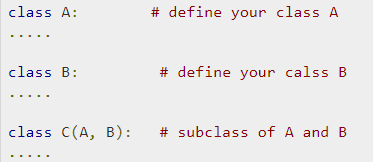 class A:         # define your class A
.....
class B:          # define your calss B
.....
class C(A, B):   # subclass of A and B
.....